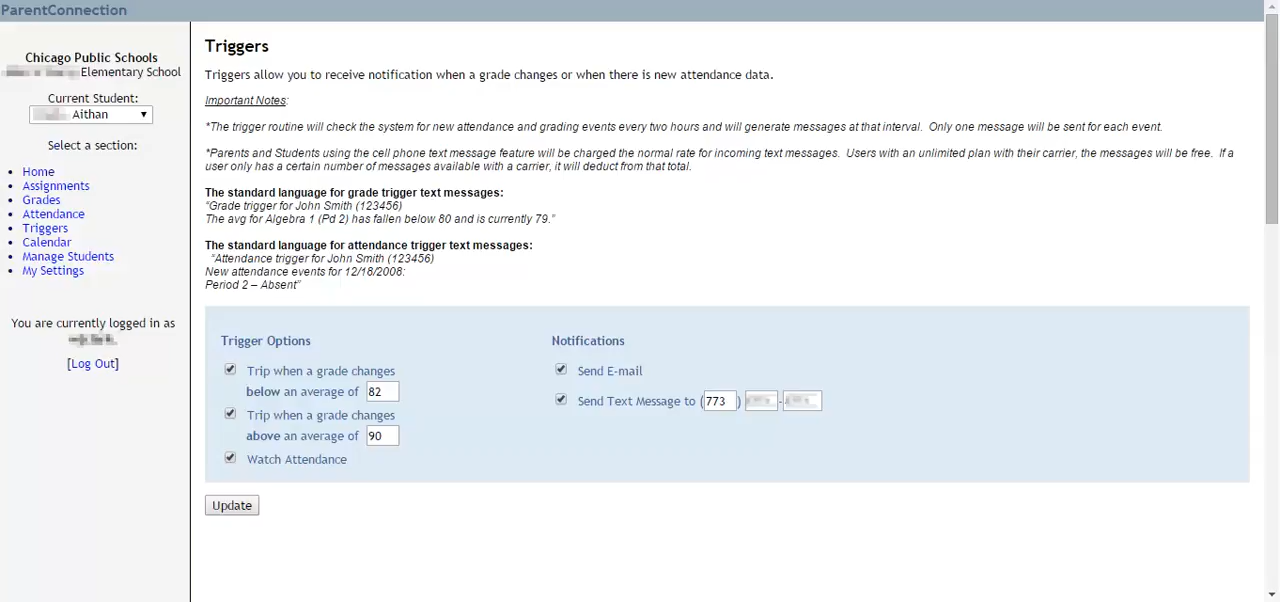 ParentConnection
Chicago Public Schools
Elementary School
Current Student:
Aithan
Select a section:
Home
Assignments
Grades
Attendance
Triggers
Calendar
Manage Students
My Settings
You are currently logged in as
[Log Out]
Triggers
Triggers allow you to receive notification when a grade changes or when there is new attendance data.
Important Notes:
*The trigger routine will check the system for new attendance and grading events every two hours and will generate messages at that interval.  Only one message will be sent for each event.
*Parents and Students using the cell phone text message feature will be charged the normal rate for incoming text messages.  Users with an unlimited plan with their carrier, the messages will be free.  If a
user only has a certain number of messages available with a carrier, it will deduct from that total.
The standard language for grade trigger text messages:
“Grade trigger for John Smith (123456)
The avg for Algebra 1 (Pd 2) has fallen below 80 and is currently 79.”
The standard language for attendance trigger text messages:
“Attendance trigger for John Smith (123456)
New attendance events for 12/18/2008:
Period 2 – Absent”
Trigger Options
Trip when a grade changes
below an average of 82
Trip when a grade changes
above an average of 90
Watch Attendance
Notifications
Send E-mail
Send Text Message to (773) -
Update